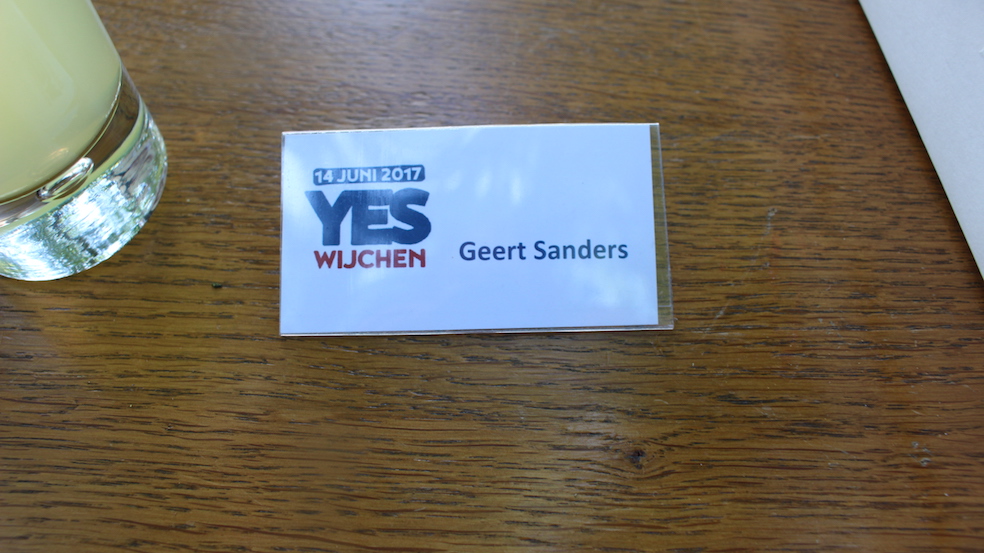 14 JUNI 2017
YES
WIJCHEN
Geert Sanders